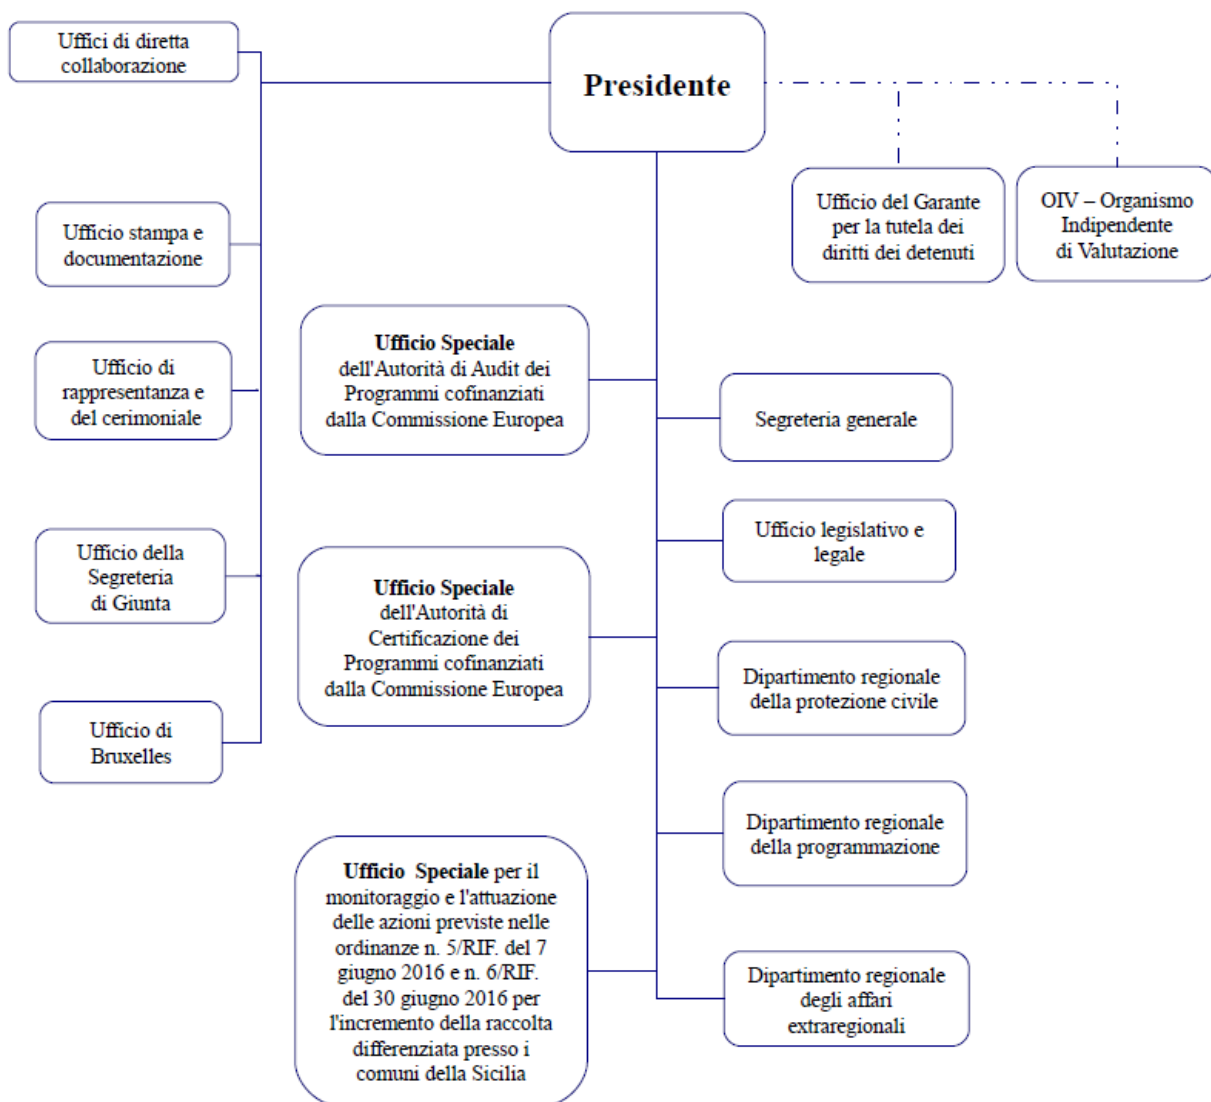 Uffici di diretta
collaborazione
Presidente
Ufficio del Garante
per la tutela dei
diritti dei detenuti
OIV – Organismo
Indipendente
di Valutazione
Ufficio stampa e
documentazione
Ufficio di
rappresentanza e
del cerimoniale
Ufficio della
Segreteria
di Giunta
Ufficio di
Bruxelles
Ufficio Speciale
dell'Autorità di Audit dei
Programmi cofinanziati
dalla Commissione Europea
Ufficio Speciale
dell'Autorità di
Certificazione dei
Programmi cofinanziati
dalla Commissione Europea
Ufficio Speciale per il
monitoraggio e l'attuazione
delle azioni previste nelle
ordinanze n. 5/RIF. del 7
giugno 2016 e n. 6/RIF.
del 30 giugno 2016 per
l'incremento della raccolta
differenziata presso i
comuni della Sicilia
Segreteria generale
Ufficio legislativo e
legale
Dipartimento regionale
della protezione civile
Dipartimento regionale
della programmazione
Dipartimento regionale
degli affari
extraregionali